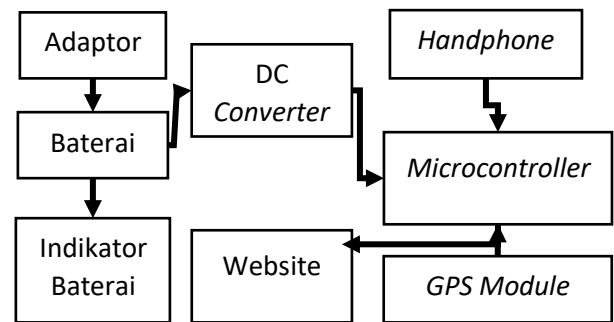 Adaptor
Handphone
DC
Converter
Baterai
Microcontroller
Indikator
Baterai
Website
GPS Module